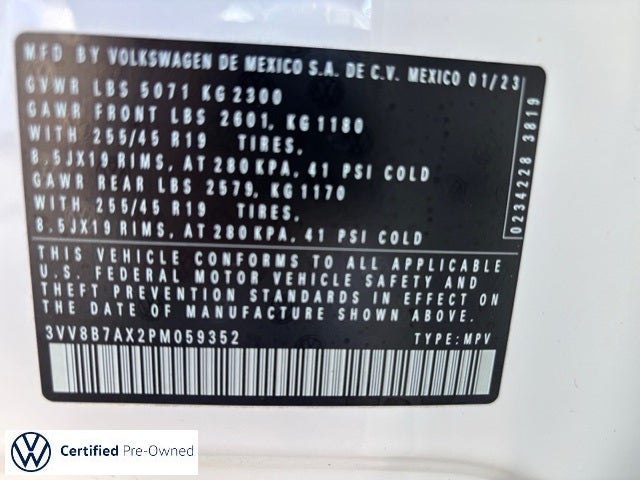 MFD BY VOLKSWAGEN DE MEXICO S.A. DE C.V. MEXICO 01/23
GVWR LBS 5071 KG 2300
GAWR FRONT LBS 2601, KG 1180
WITH 255/45 R19 TIRES,
8.5JX19 RIMS, AT 280 KPA, 41 PSI COLD
GAWR REAR LBS 2579, KG 1170
WITH 255/45 R19 TIRES,
8.5JX19 RIMS, AT 280 KPA, 41 PSI COLD
0234228 3819
THIS VEHICLE CONFORMS TO ALL APPLICABLE
U.S. FEDERAL MOTOR VEHICLE SAFETY AND
THEFT PREVENTION STANDARDS IN EFFECT ON
THE DATE OF MANUFACTURE SHOWN ABOVE.
3VV8B7AX2PM059352 TYPE: MPV
Certified Pre-Owned